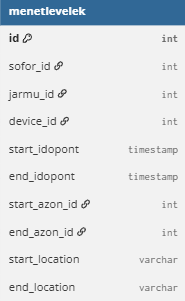 menetlevelek
id int
sofor_id int
jarmu_id int
device_id int
start_idopont timestamp
end_idopont timestamp
start_azon_id int
end_azon_id int
start_location varchar
end_location varchar